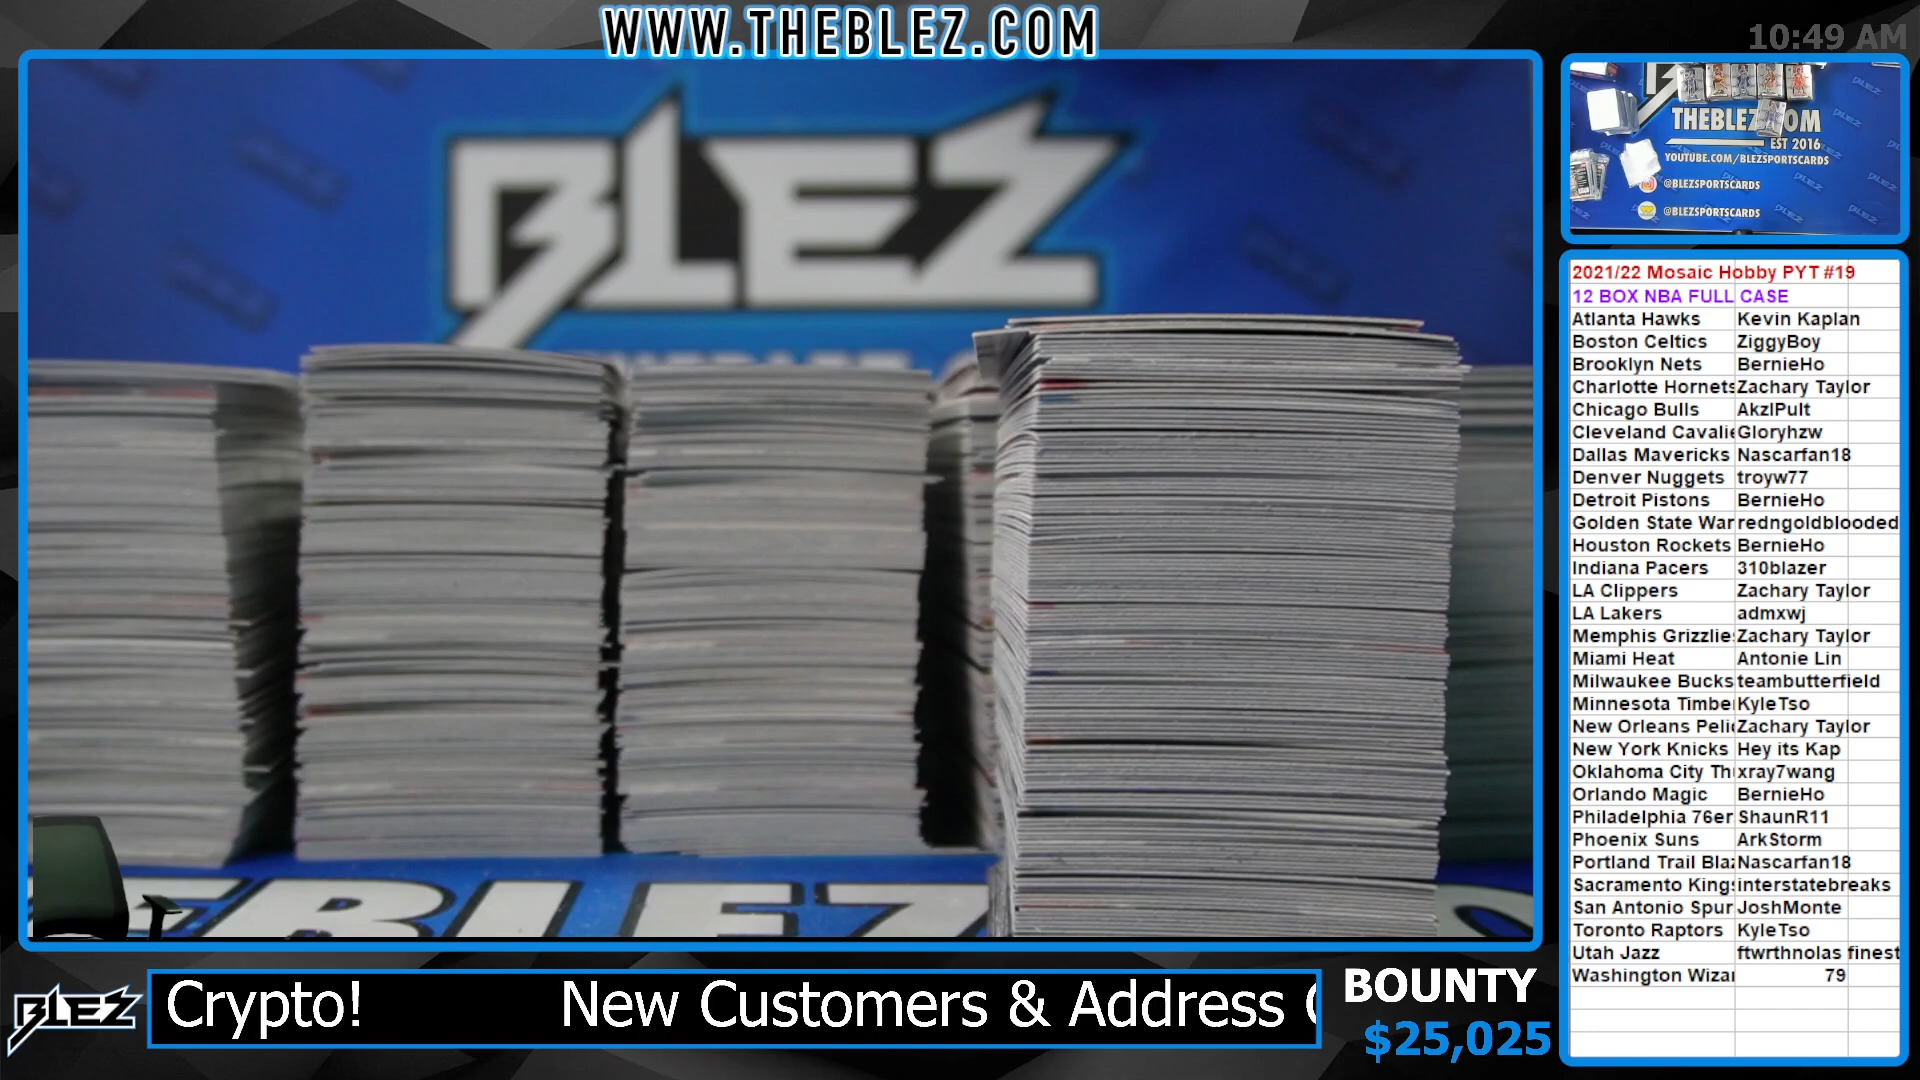 WWW.THEBLEZ.COM
10:49 AM
BLEZ
THEBLEZ.COM
EST 2016
YOUTUBE.COM/BLEZSPORTSCARDS
@BLEZSPORTSCARDS
@BLEZSPORTSCARDS
2021/22 Mosaic Hobby PYT #19
12 BOX NBA FULL CASE
Atlanta Hawks Kevin Kaplan
Boston Celtics ZiggyBoy
Brooklyn Nets BernieHo
Charlotte Hornets Zachary Taylor
Chicago Bulls AkzIPult
Cleveland Cavalie Gloryhzw
Dallas Mavericks Nascarfan18
Denver Nuggets troyw77
Detroit Pistons BernieHo
Golden State War redngoldblooded
Houston Rockets BernieHo
Indiana Pacers 310blazer
LA Clippers Zachary Taylor
LA Lakers admxwj
Memphis Grizzlie Zachary Taylor
Miami Heat Antonie Lin
Milwaukee Bucks teambutterfield
Minnesota Timbe KyleTso
New Orleans Peli Zachary Taylor
New York Knicks Hey its Kap
Oklahoma City Th xray7wang
Orlando Magic BernieHo
Philadelphia 76er ShaunR11
Phoenix Suns ArkStorm
Portland Trail Bla Nascarfan18
Sacramento Kings interstatebreaks
San Antonio Spur JoshMonte
Toronto Raptors KyleTso
Utah Jazz ftwrthnolas finest
Washington Wiza 79
BLEZ
Crypto! New Customers & Address
BOUNTY
$25,025